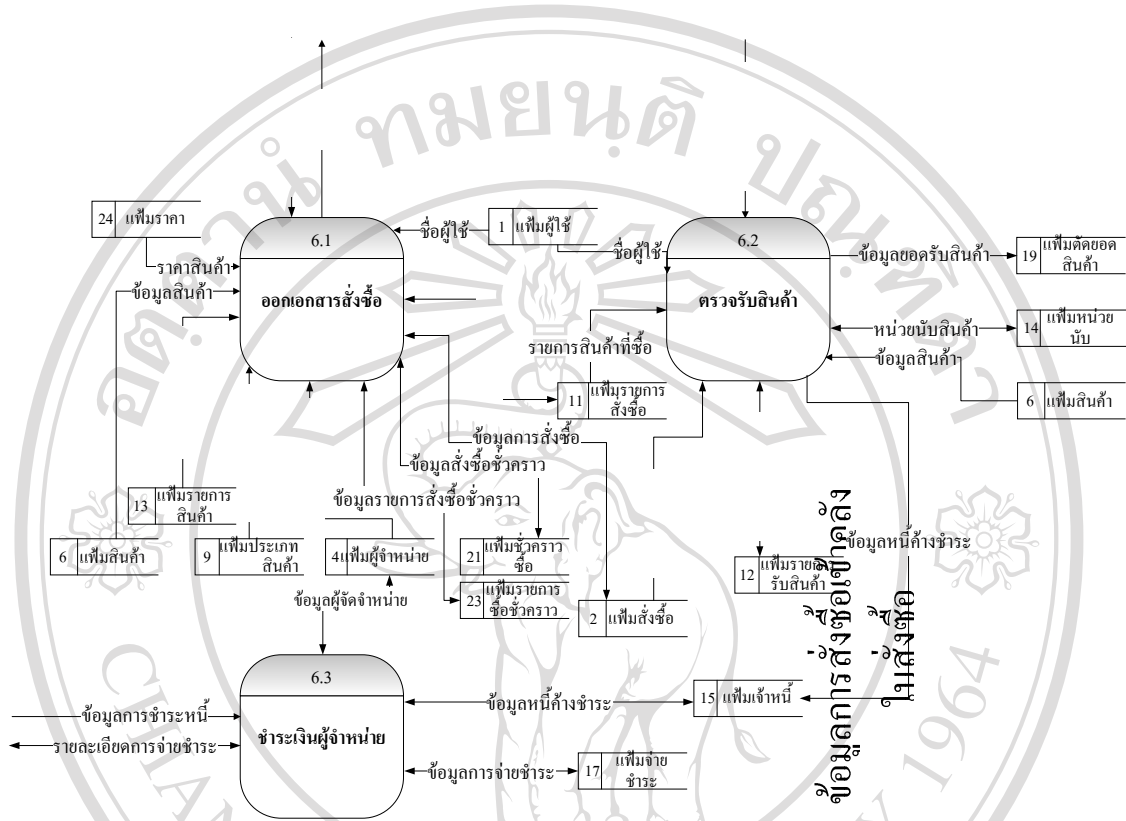 อตฺตานํ ทมยนฺติ ปณฺฑิตา
24 แฟ้มราคา
1 แฟ้มผู้ใช้
ชื่อผู้ใช้
ชื่อผู้ใช้
6.1
ออกเอกสารสั่งซื้อ
6.2
ตรวจรับสินค้า
ราคาสินค้า
ข้อมูลสินค้า
ข้อมูลยอดรับสินค้า
19 แฟ้มตัดยอด
สินค้า
หน่วยนับสินค้า
14 แฟ้มหน่วย
นับ
ข้อมูลสินค้า
6 แฟ้มสินค้า
รายการสินค้าที่ซื้อ
11 แฟ้มรายการ
สั่งซื้อ
ข้อมูลการสั่งซื้อ
ข้อมูลสั่งซื้อชั่วคราว
ข้อมูลรายการสั่งซื้อชั่วคราว
13 แฟ้มรายการ
สินค้า
6 แฟ้มสินค้า
9 แฟ้มประเภท
สินค้า
4 แฟ้มผู้จำหน่าย
21 แฟ้มชั่วคราว
ซื้อ
23 แฟ้มรายการ
ซื้อชั่วคราว
2 แฟ้มสั่งซื้อ
12 แฟ้มรายการ
รับสินค้า
ข้อมูลหนี้ค้างชำระ
ข้อมูลการสั่งซื้อเข้าคลัง
ใบสั่งซื้อ
ข้อมูลผู้จัดจำหน่าย
6.3
ชำระเงินผู้จำหน่าย
ข้อมูลการชำระหนี้
รายละเอียดการจ่ายชำระ
ข้อมูลหนี้ค้างชำระ
15 แฟ้มเจ้าหนี้
ข้อมูลการจ่ายชำระ
17 แฟ้มจ่าย
ชำระ
1964